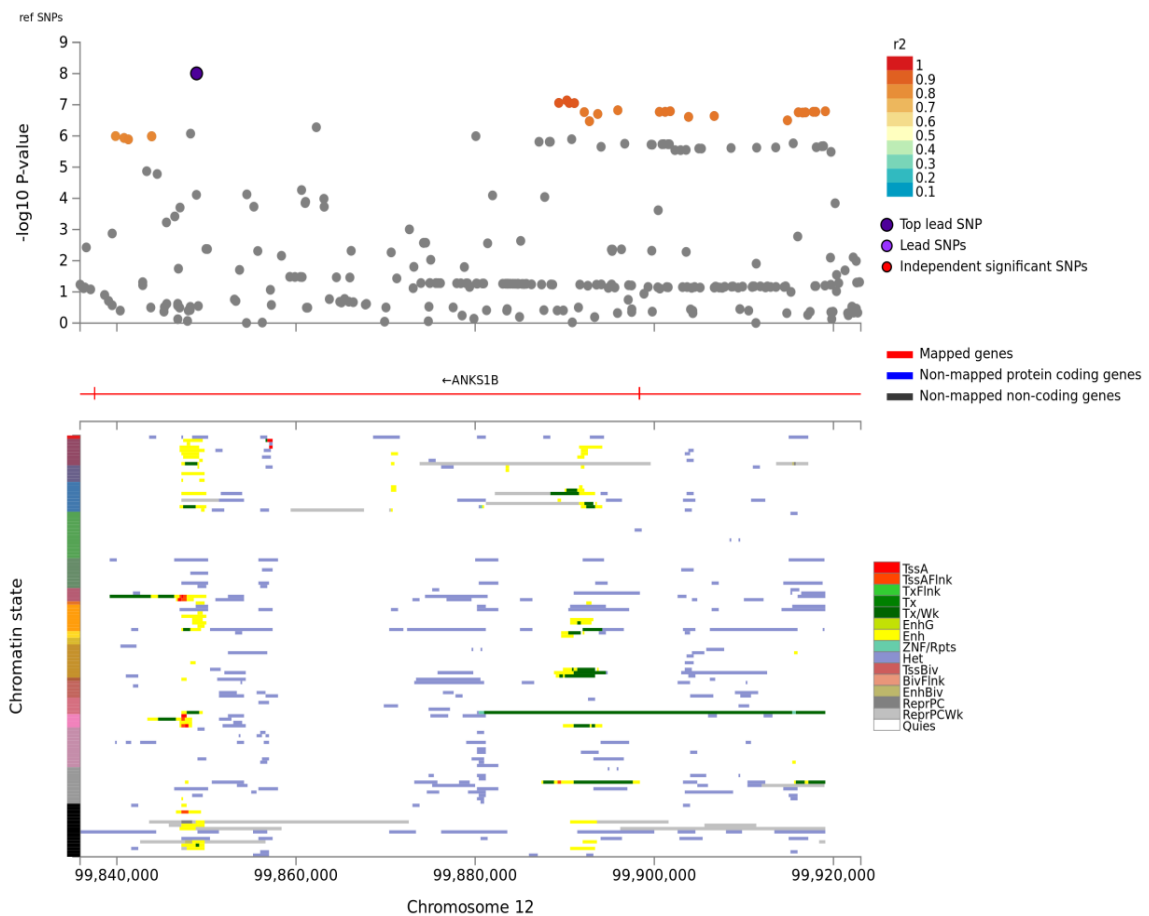 ref SNPs
9
8
7
6
5
4
3
2
1
0
-log10 P-value
r2
1
0.9
0.8
0.7
0.6
0.5
0.4
0.3
0.2
0.1
Top lead SNP
Lead SNPs
Independent significant SNPs
Mapped genes
Non-mapped protein coding genes
Non-mapped non-coding genes
←ANKS1B
Chromatin state
TssA
TssAFlnk
TxFlnk
Tx
Tx/Wk
EnhG
Enh
ZNF/Rpts
Het
TssBiv
BivFlnk
EnhBiv
ReprPC
ReprPCWk
Quies
99,840,000 99,860,000 99,880,000 99,900,000 99,920,000
Chromosome 12